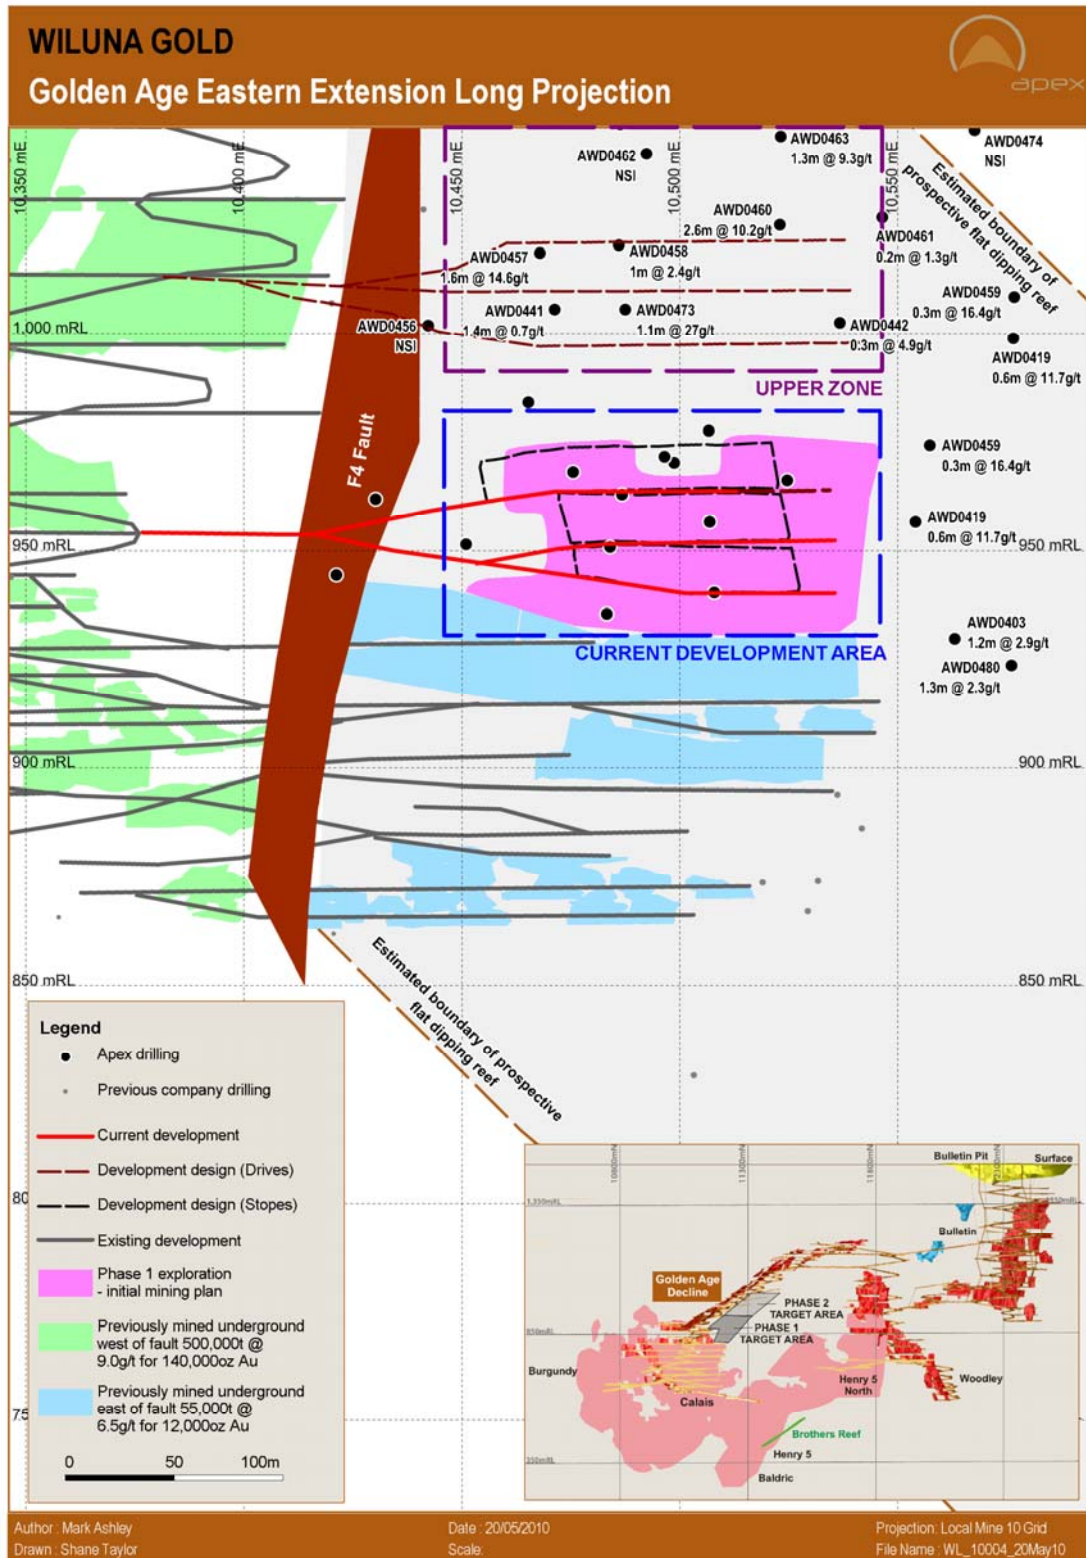 WILUNA GOLD
Golden Age Eastern Extension Long Projection
apex
10,350 mE
10,400 mE
10,450 mE
10,500 mE
10,550 mE
AWD0463
1.3m @ 9.3g/t
AWD0474
NSI
AWD0462
NSI
Estimated boundary of
prospective flat dipping reef
AWD0460
2.6m @ 10.2g/t
AWD0461
0.2m @ 1.3g/t
AWD0457
1.6m @ 14.6g/t
AWD0458
1m @ 2.4g/t
AWD0459
0.3m @ 16.4g/t
AWD0441
1.4m @ 0.7g/t
AWD0473
1.1m @ 27g/t
AWD0442
0.3m @ 4.9g/t
AWD0456
NSI
1,000 mRL
AWD0419
0.6m @ 11.7g/t
UPPER ZONE
F4 Fault
AWD0459
0.3m @ 16.4g/t
AWD0419
0.6m @ 11.7g/t
950 mRL
950 mRL
AWD0403
1.2m @ 2.9g/t
CURRENT DEVELOPMENT AREA
AWD0480
1.3m @ 2.3g/t
900 mRL
900 mRL
850 mRL
850 mRL
Estimated boundary of prospective
flat dipping reef
80
75
Legend
Apex drilling
Previous company drilling
Current development
Development design (Drives)
Development design (Stopes)
Existing development
Phase 1 exploration
- initial mining plan
Previously mined underground
west of fault 500,000t @
9.0g/t for 140,000oz Au
Previously mined underground
east of fault 55,000t @
6.5g/t for 12,000oz Au
0 50 100m
11300mN
Bulletin Pit
Surface
1,350mRL
Bulletin
Golden Age
Decline
PHASE 2
TARGET AREA
PHASE 1
TARGET AREA
850mRL
Burgundy
Calais
Henry 5
North
Woodley
Brothers Reef
Henry 5
Baldric
350mRL
Author : Mark Ashley
Drawn : Shane Taylor
Date : 20/05/2010
Scale:
Projection: Local Mine 10 Grid
File Name : WL_10004_20May10